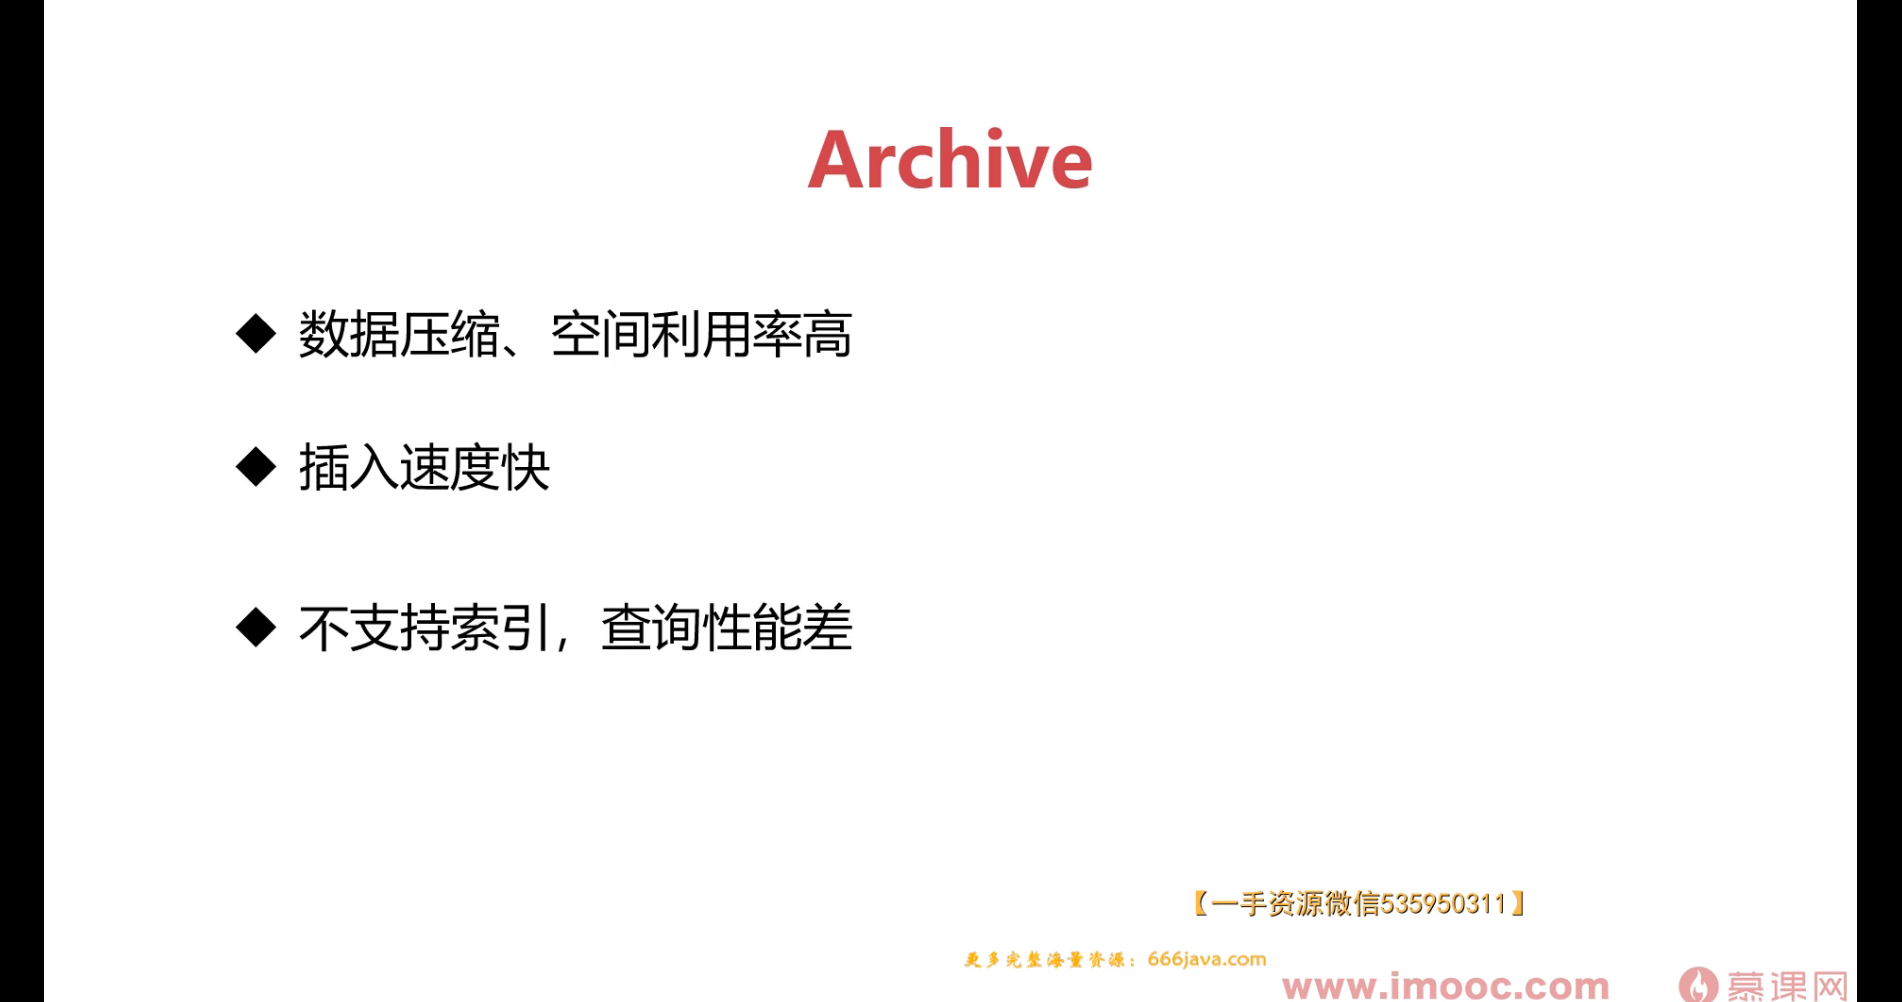 Archive
◆ 数据压缩、空间利用率高
◆ 插入速度快
◆ 不支持索引，查询性能差
【一手资源微信535950311】
更多完整海量资源：666java.com
www.imooc.com 慕课网